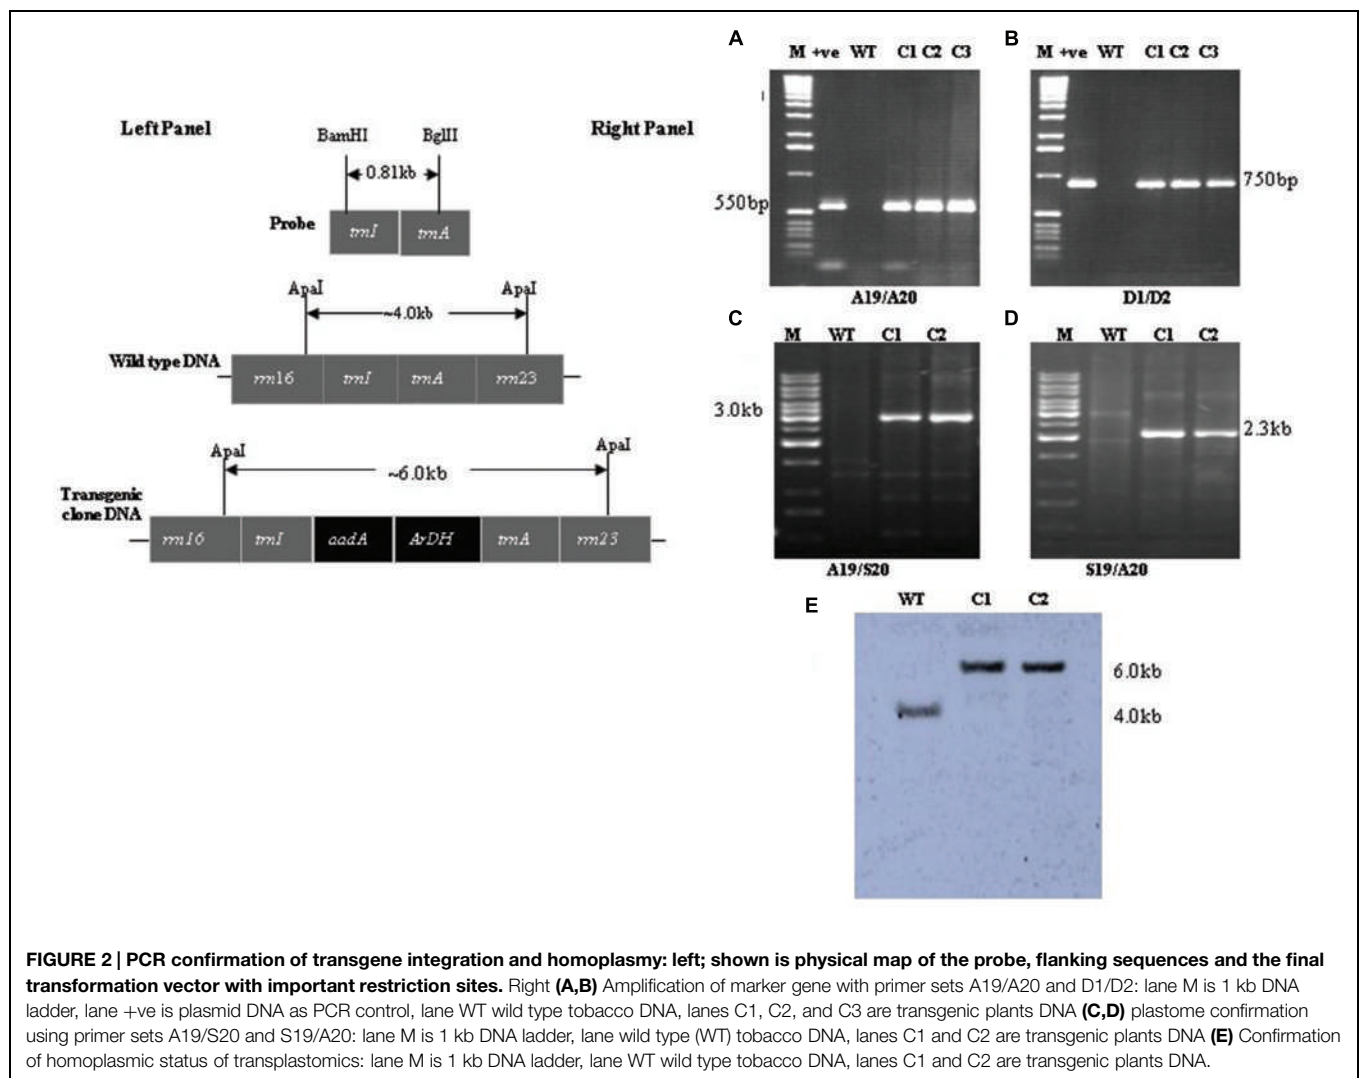 Left Panel
Right Panel
BamHI BglII
0.81kb
Probe
trnI trnA
ApaI ApaI
~4.0kb
Wild type DNA
rrn16 trnI trnA rrn23
ApaI ApaI
~6.0kb
Transgenic
clone DNA
rrn16 trnI aadA ArDH trnA rrn23
A
M +ve WT C1 C2 C3
550bp
A19/A20
B
M +ve WT C1 C2 C3
750bp
D1/D2
C
M WT C1 C2
3.0kb
A19/S20
D
M WT C1 C2
2.3kb
S19/A20
E
WT C1 C2
6.0kb
4.0kb
FIGURE 2 | PCR confirmation of transgene integration and homoplasmy: left; shown is physical map of the probe, flanking sequences and the final
transformation vector with important restriction sites. Right (A,B) Amplification of marker gene with primer sets A19/A20 and D1/D2: lane M is 1 kb DNA
ladder, lane +ve is plasmid DNA as PCR control, lane WT wild type tobacco DNA, lanes C1, C2, and C3 are transgenic plants DNA (C,D) plastome confirmation
using primer sets A19/S20 and S19/A20: lane M is 1 kb DNA ladder, lane wild type (WT) tobacco DNA, lanes C1 and C2 are transgenic plants DNA (E) Confirmation
of homoplasmic status of transplastomics: lane M is 1 kb DNA ladder, lane WT wild type tobacco DNA, lanes C1 and C2 are transgenic plants DNA.